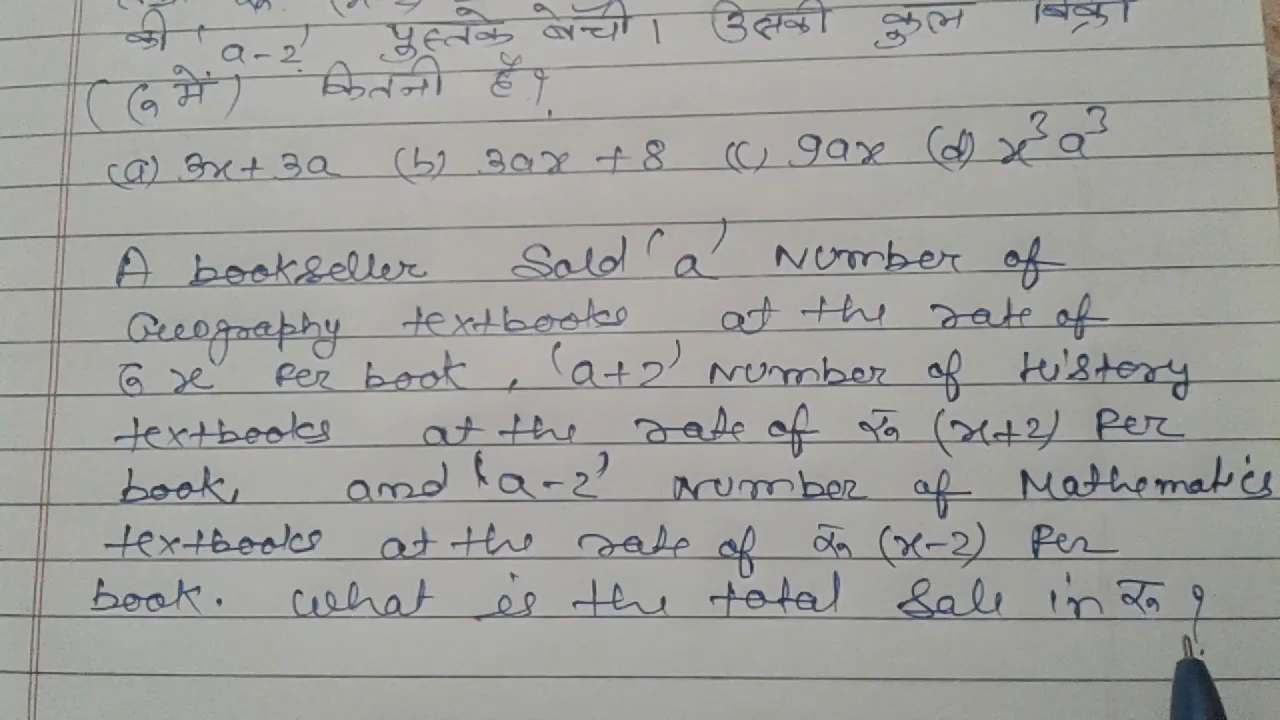 की 'a-2' पुस्तके बेची। उसकी कुल बिक्री
(रु में) कितनी है?
(a) 3x+3a (b) 3ax +8 (c) 9ax (d) x³a³
A bookseller Sold 'a' Number of
Geography textbooks at the rate of
रु x Per book, 'a+2' Number of History
textbooks at the rate of रु (x+2) Per
book, and 'a-2' Number of Mathematics
textbooks at the rate of रु (x-2) Per
book. What is the total Sale in रु ?